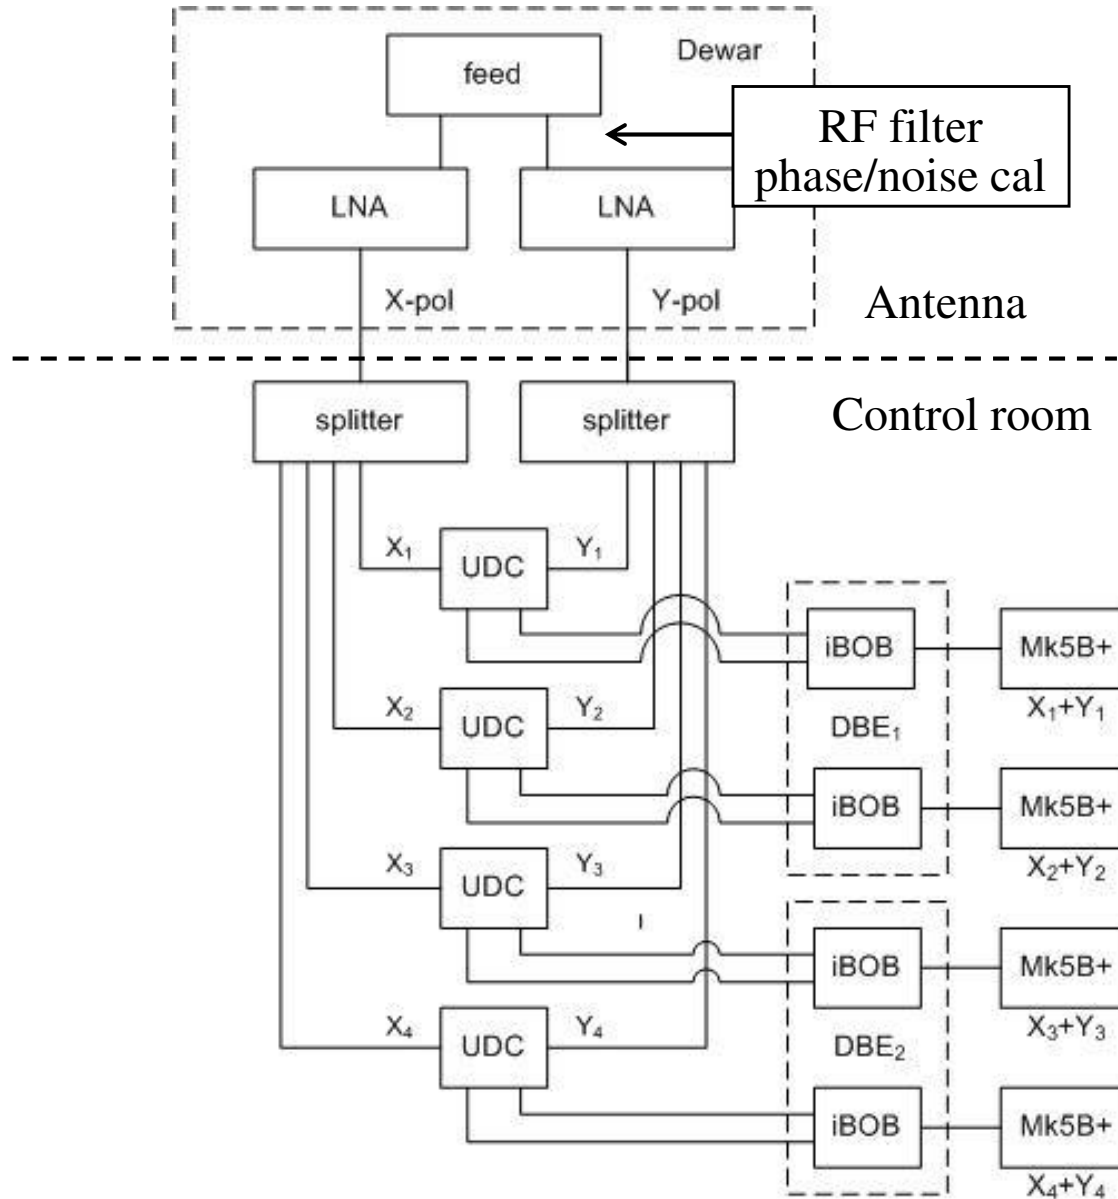 feed
Dewar
RF filter
phase/noise cal
LNA
LNA
X-pol
Y-pol
Antenna
splitter
splitter
Control room
X₁
UDC
Y₁
iBOB
Mk5B+
X₁+Y₁
X₂
UDC
Y₂
DBE₁
iBOB
Mk5B+
X₂+Y₂
X₃
UDC
Y₃
iBOB
Mk5B+
X₃+Y₃
X₄
UDC
Y₄
DBE₂
iBOB
Mk5B+
X₄+Y₄